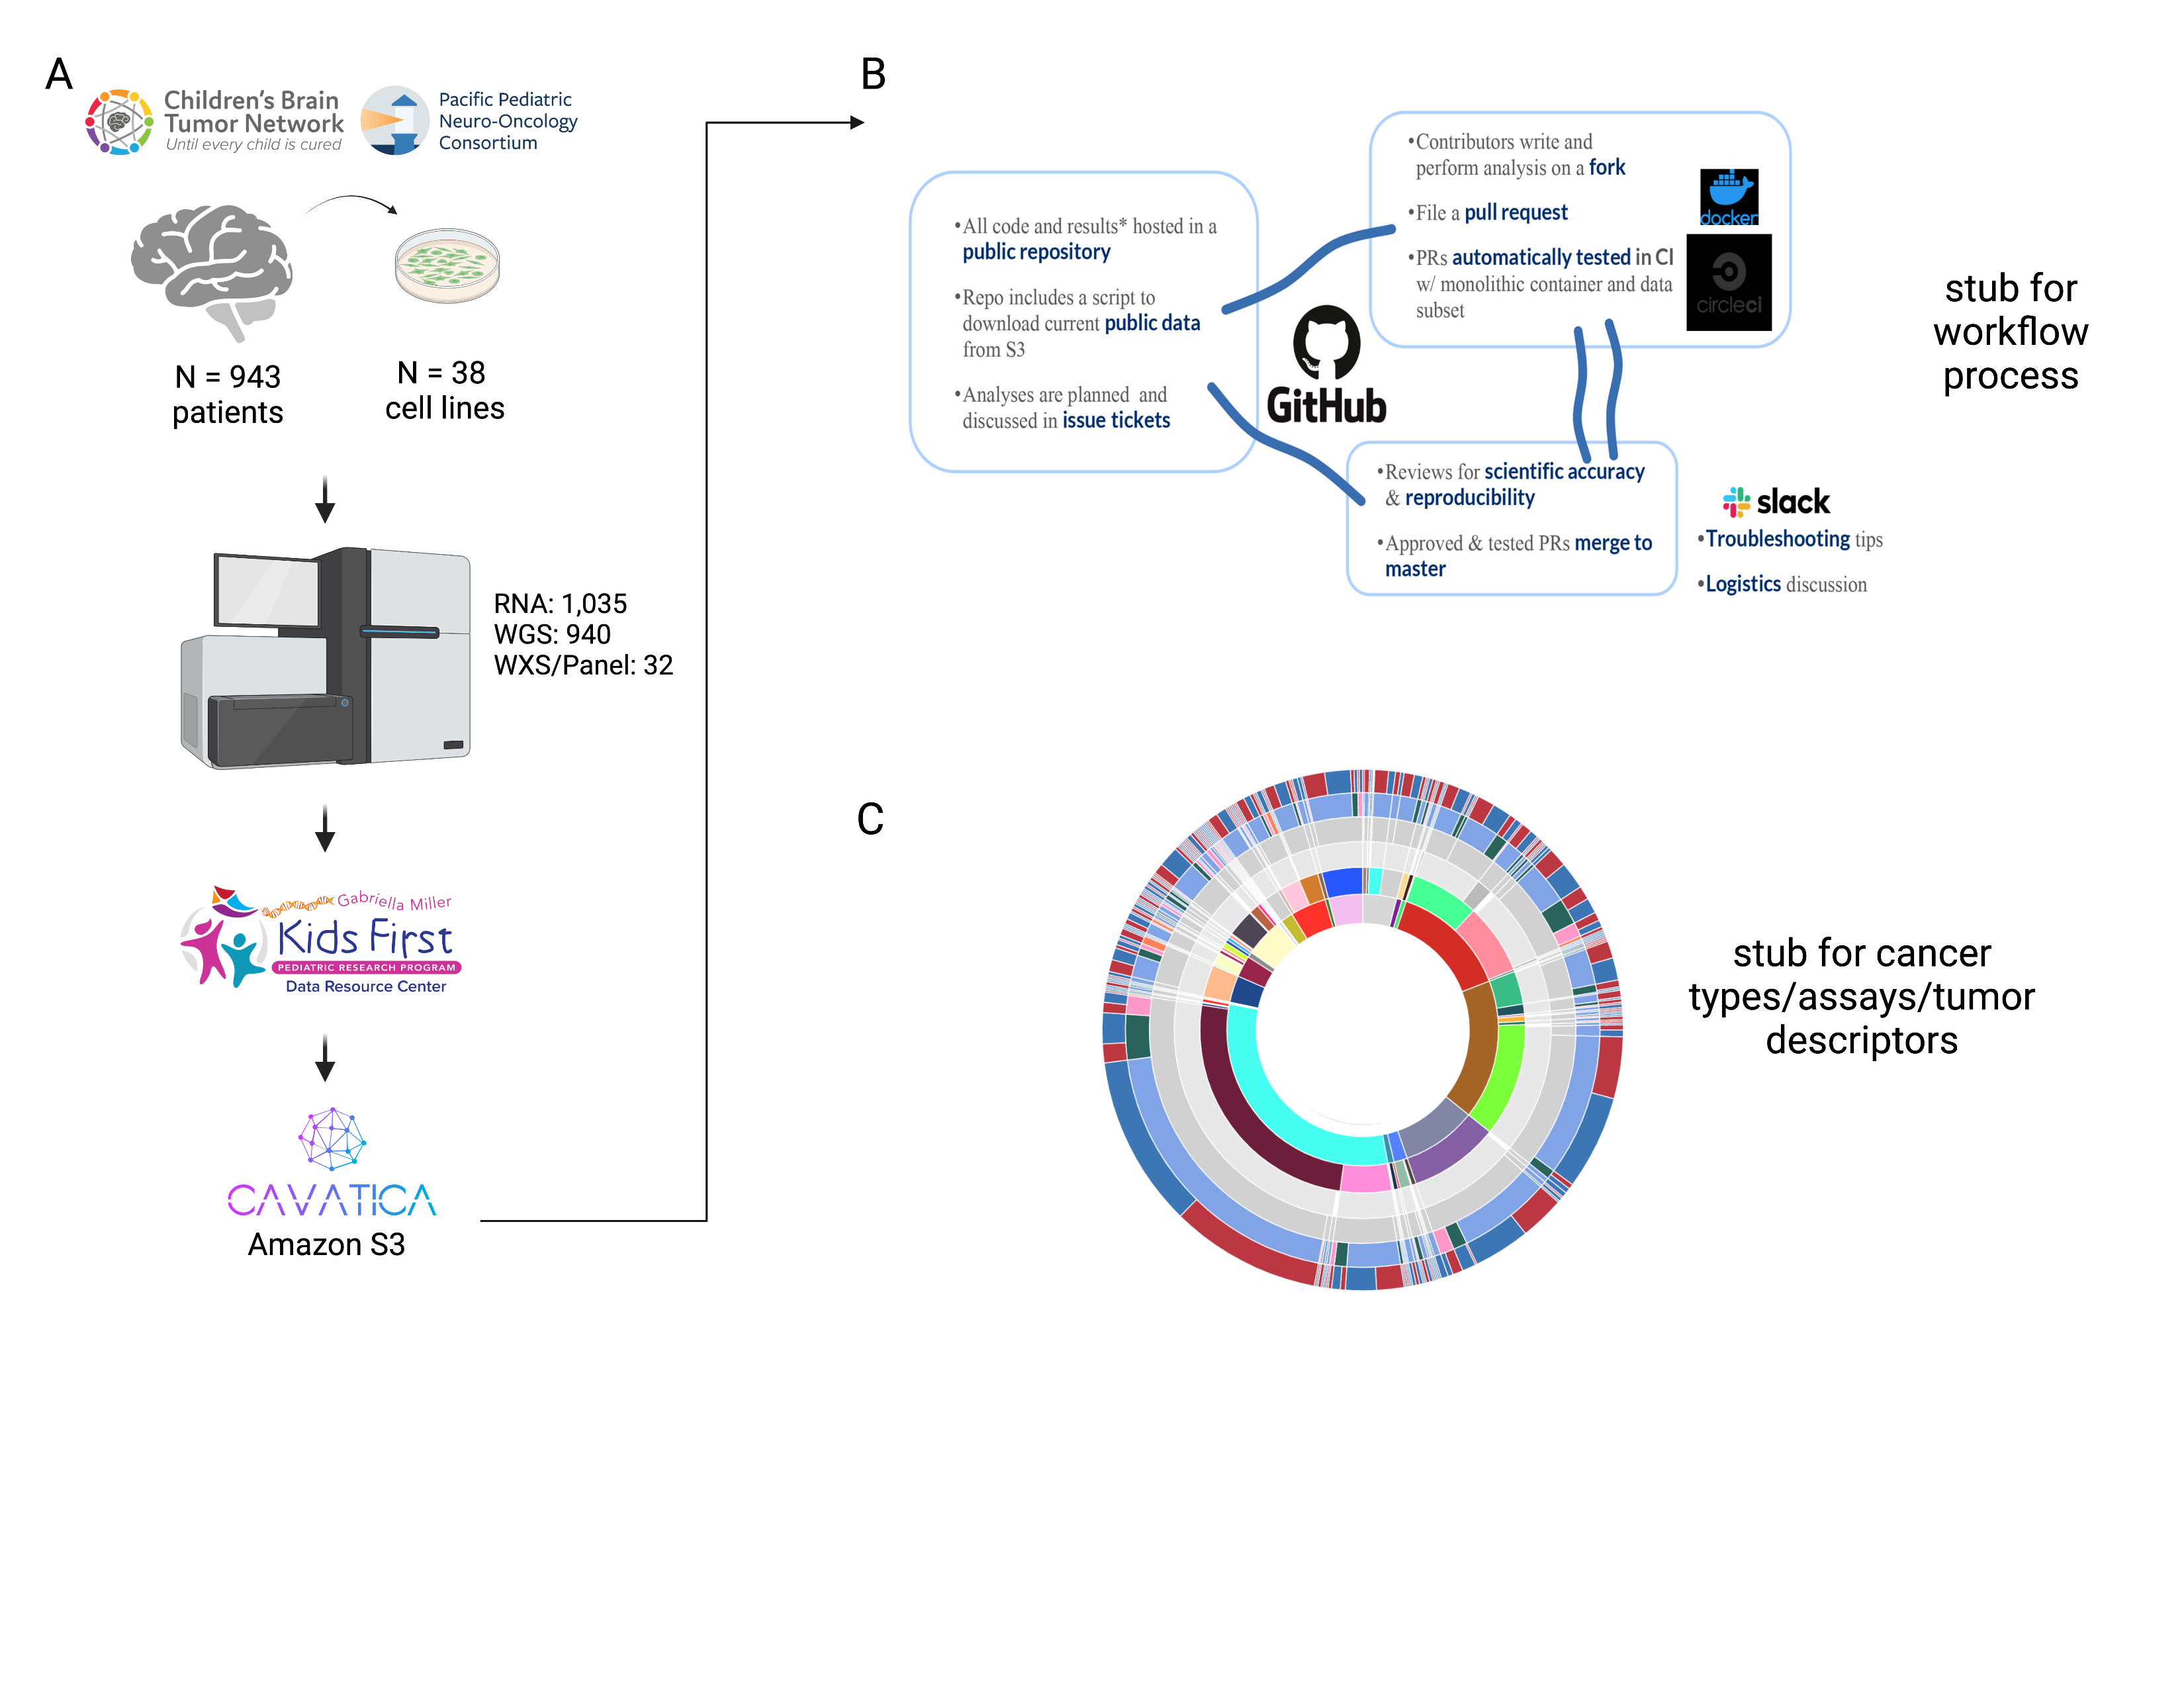 A
Children's Brain
Tumor Network
Until every child is cured
Pacific Pediatric
Neuro-Oncology
Consortium
N = 943
patients
N = 38
cell lines
RNA: 1,035
WGS: 940
WXS/Panel: 32
Gabriella Miller
Kids First
PEDIATRIC RESEARCH PROGRAM
Data Resource Center
CAVATICA
Amazon S3
B
•All code and results* hosted in a
public repository
•Repo includes a script to
download current public data
from S3
•Analyses are planned and
discussed in issue tickets
GitHub
•Contributors write and
perform analysis on a fork
•File a pull request
•PRs automatically tested in CI
w/ monolithic container and data
subset
docker
circleci
•Reviews for scientific accuracy
& reproducibility
•Approved & tested PRs merge to
master
slack
•Troubleshooting tips
•Logistics discussion
stub for
workflow
process
C
stub for cancer
types/assays/tumor
descriptors